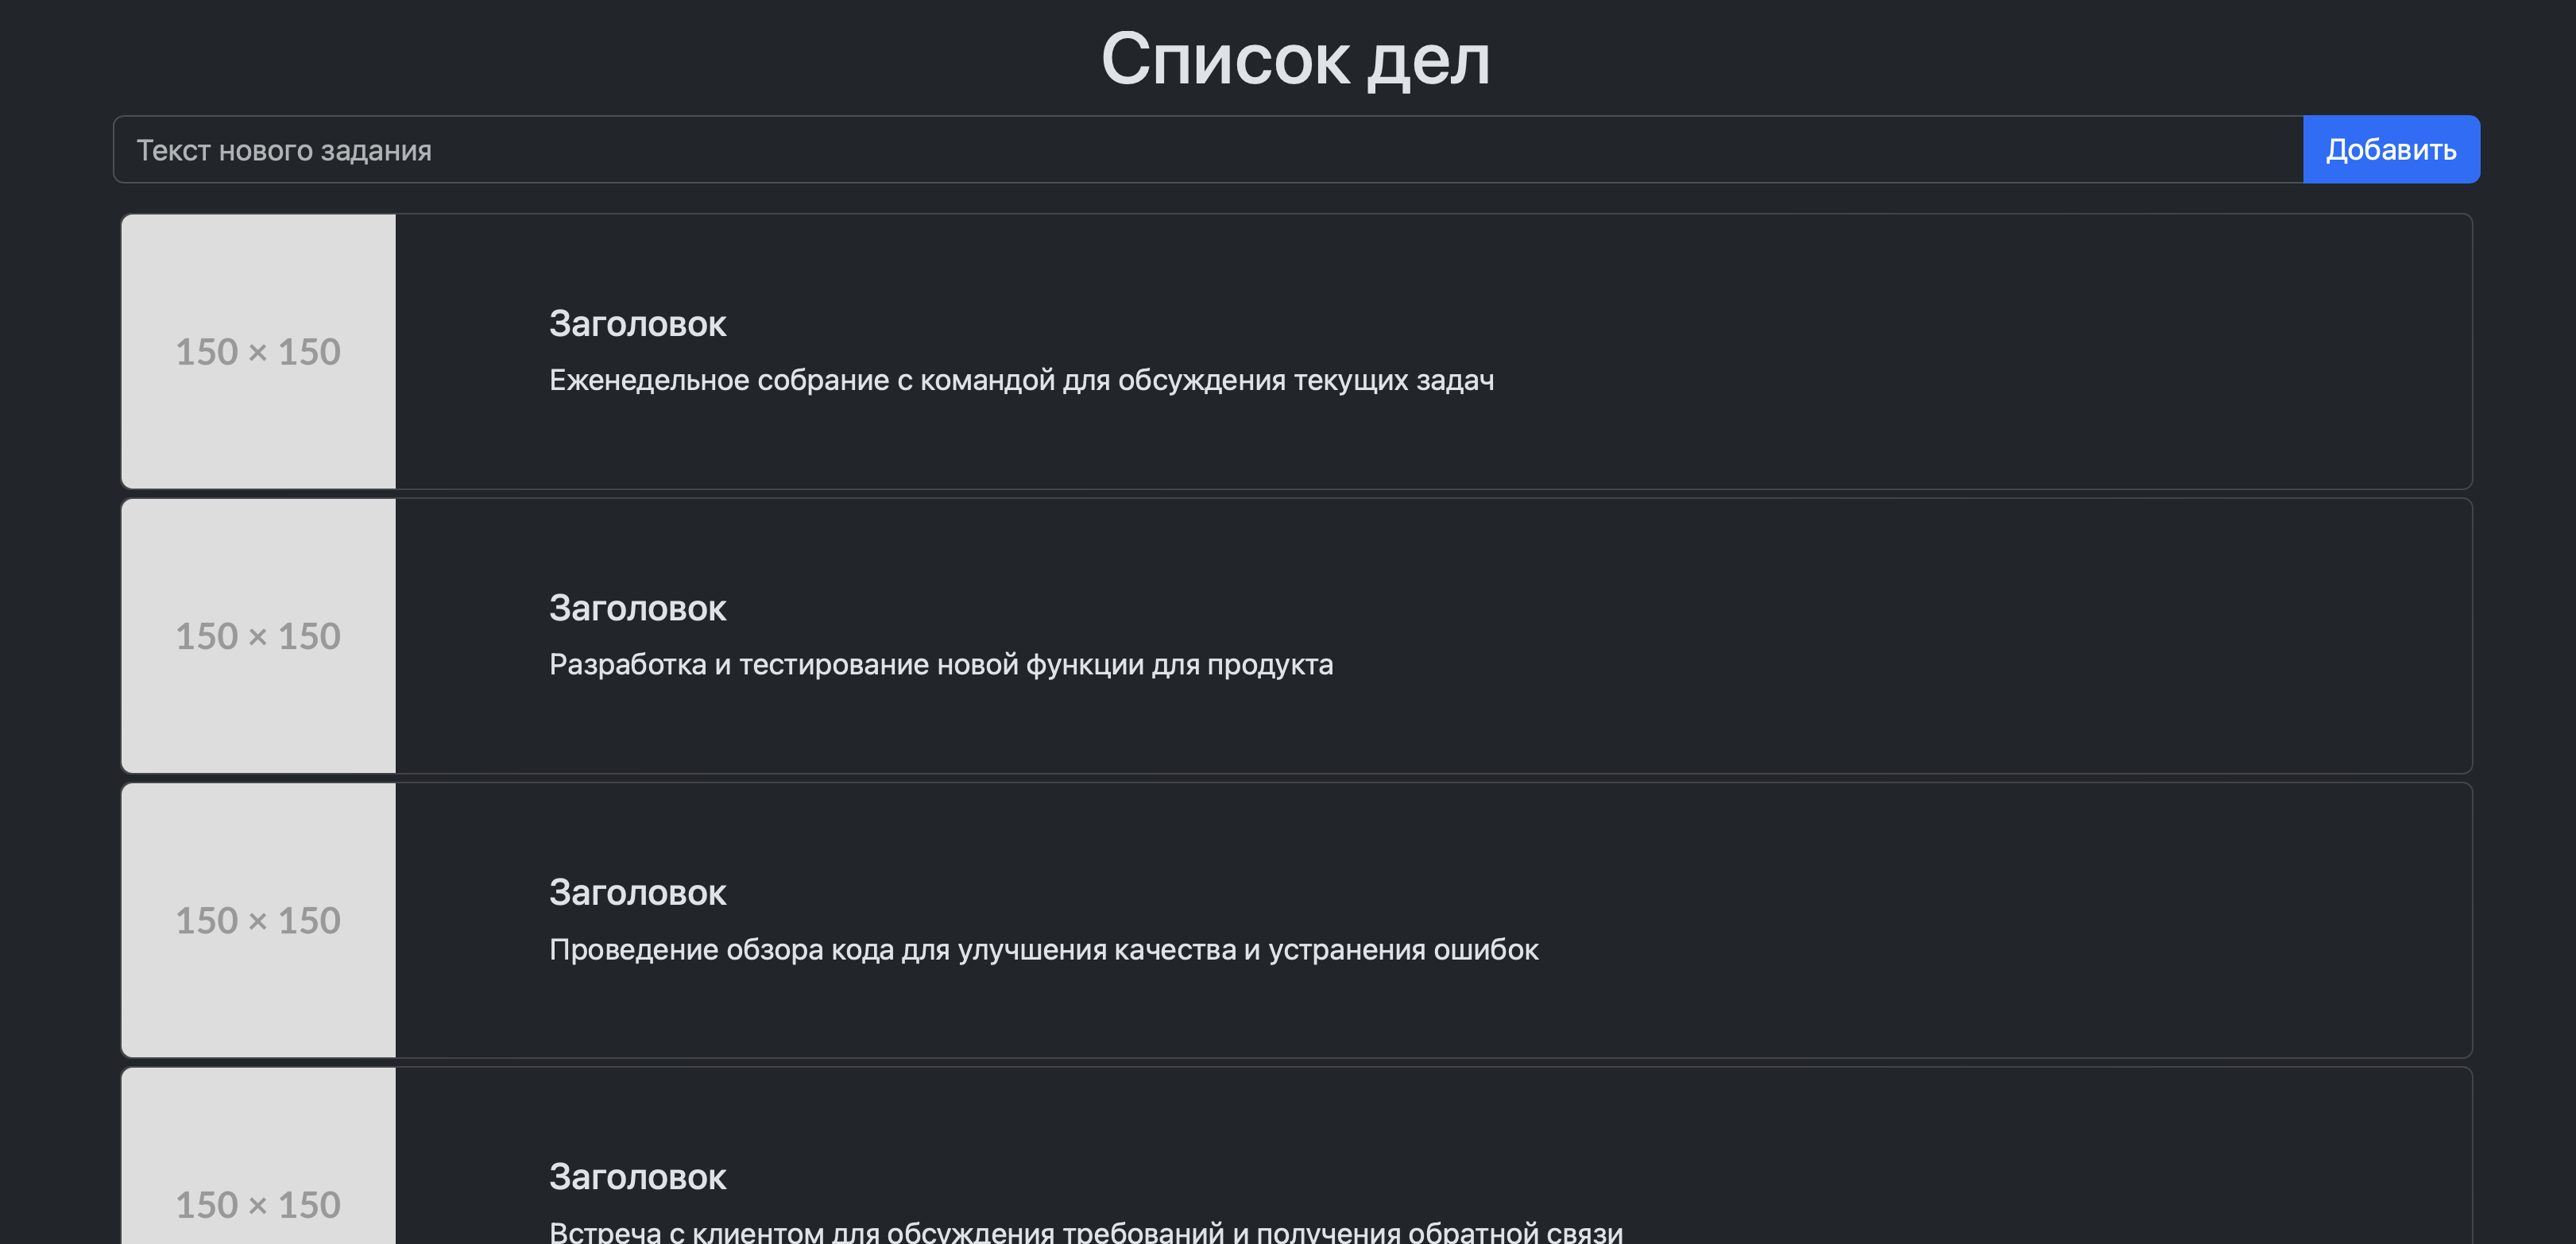 Список дел
Текст нового задания
Добавить
150 × 150
Заголовок
Еженедельное собрание с командой для обсуждения текущих задач
150 × 150
Заголовок
Разработка и тестирование новой функции для продукта
150 × 150
Заголовок
Проведение обзора кода для улучшения качества и устранения ошибок
150 × 150
Заголовок
Встреча с клиентом для обсуждения требований и получения обратной связи